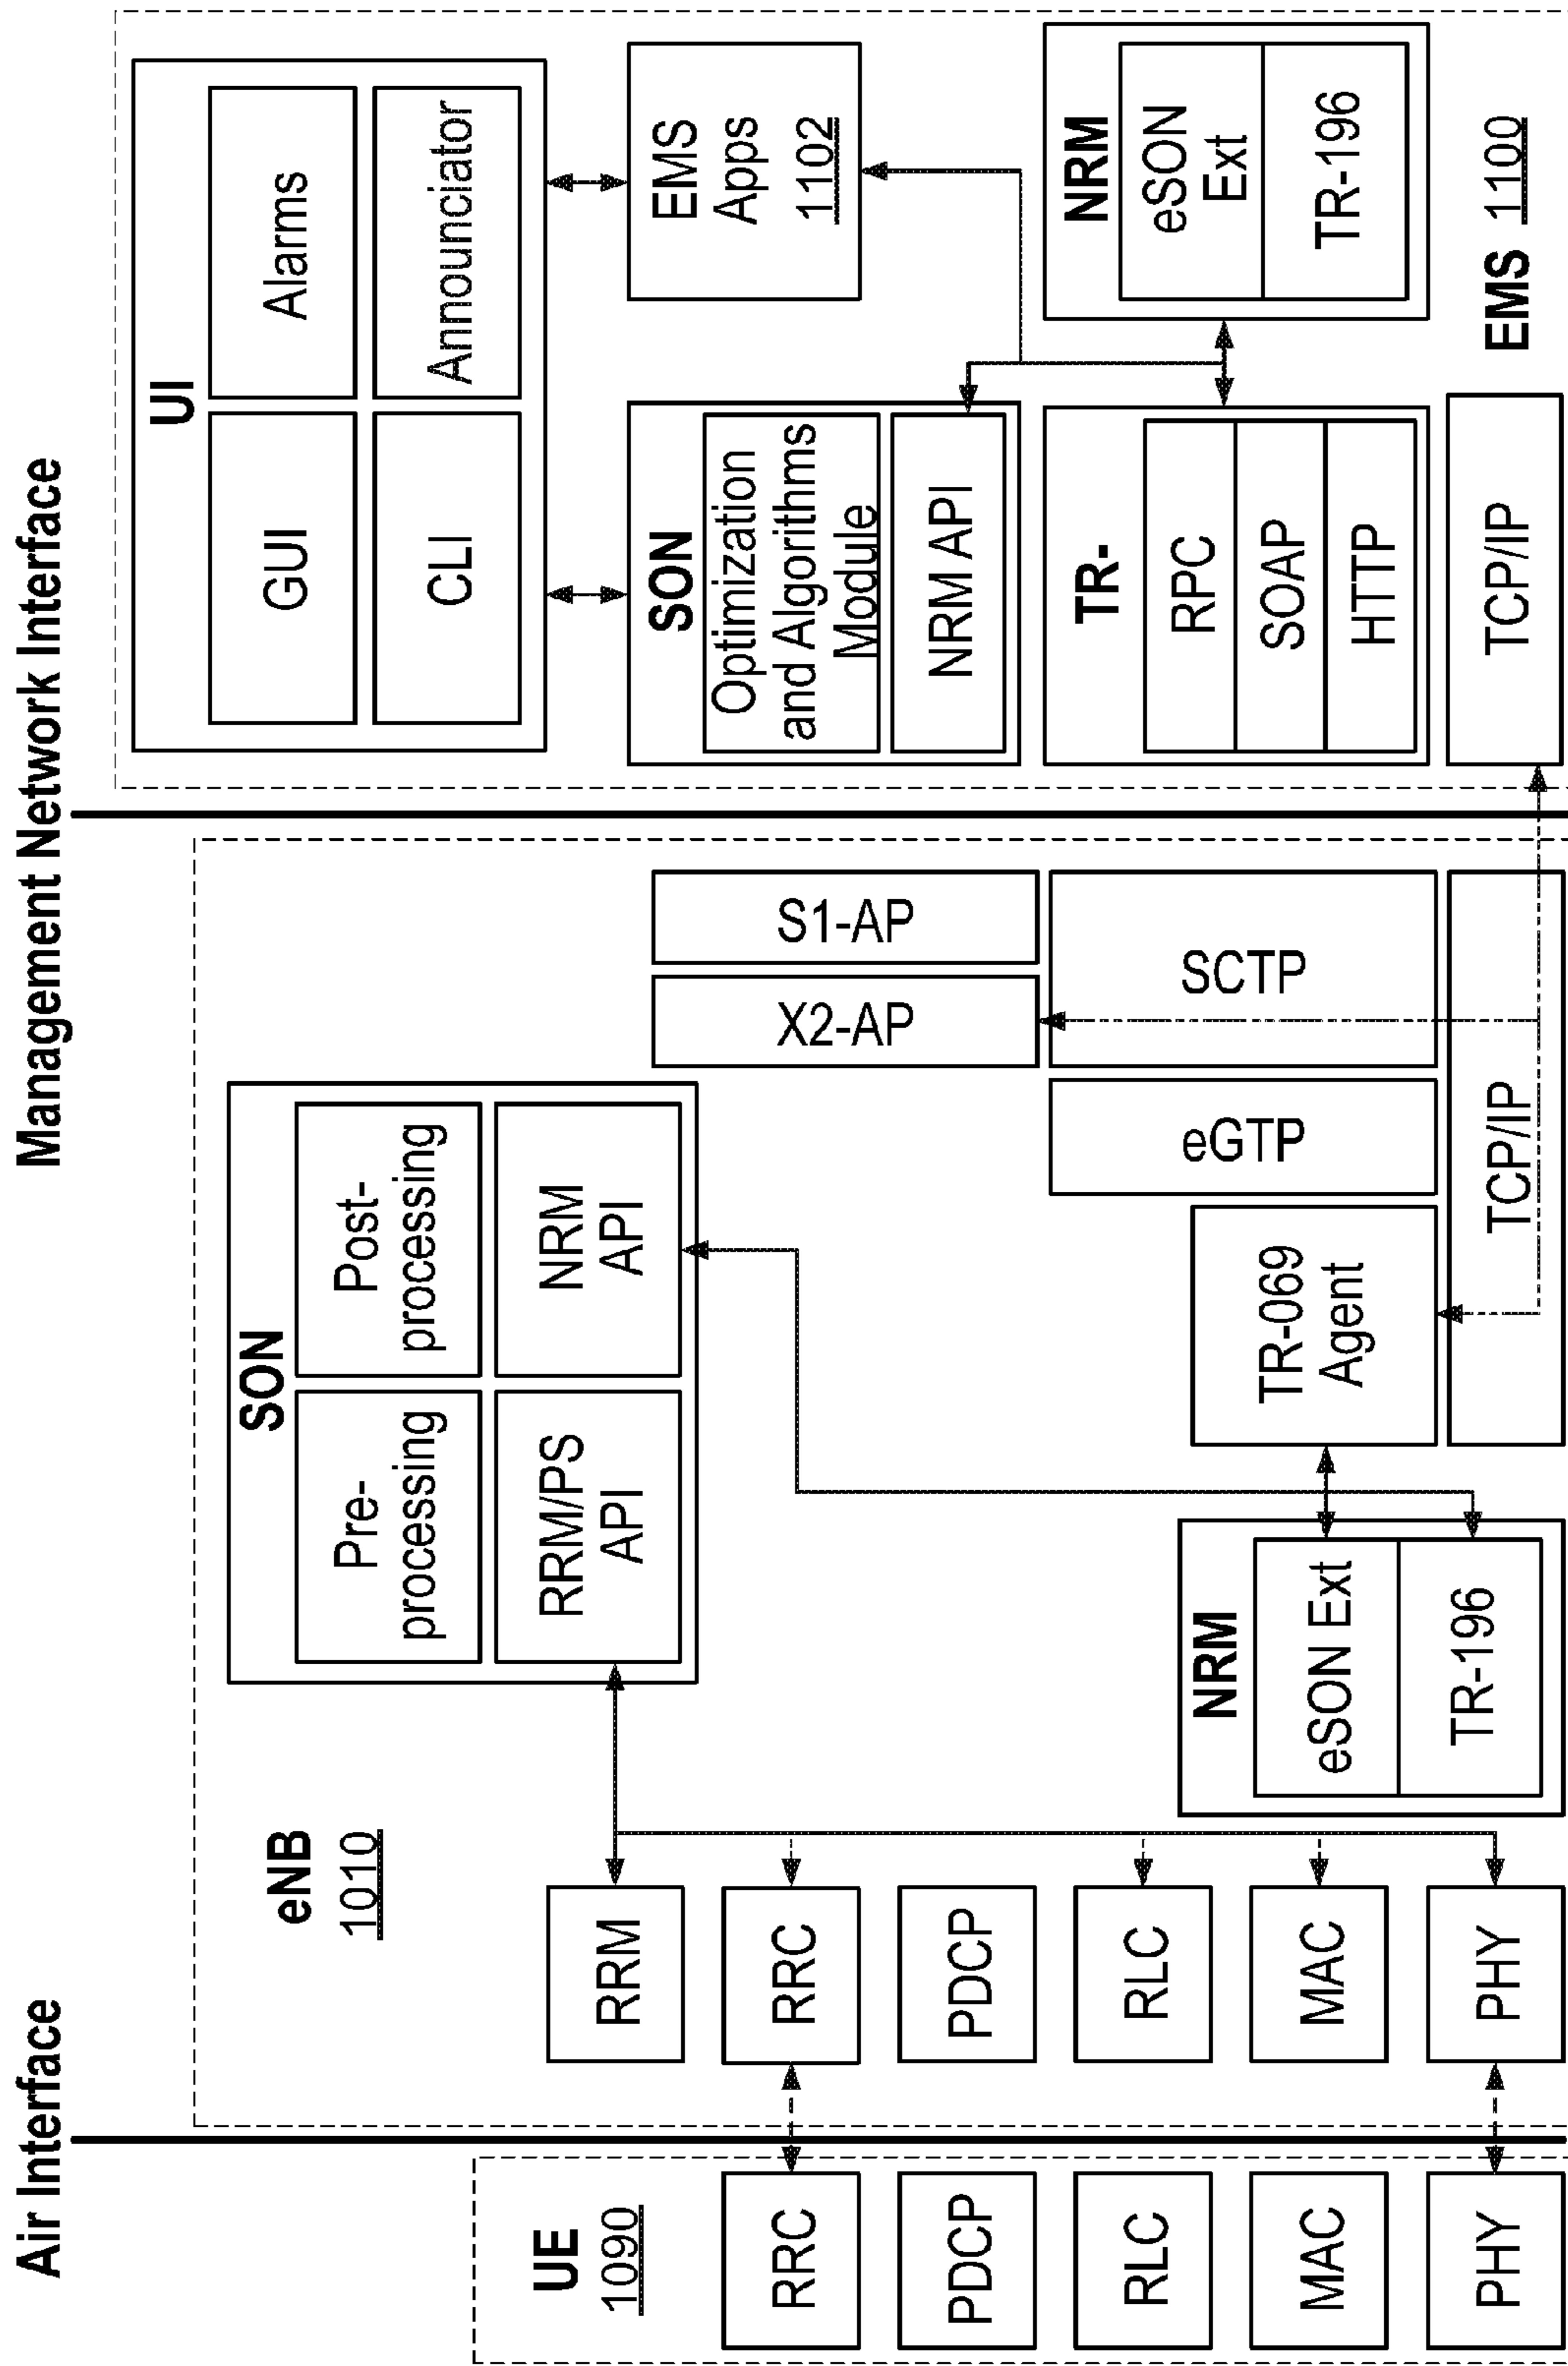 Air Interface
Management Network Interface
UE
1090
RRC
PDCP
RLC
MAC
PHY
eNB
1010
RRM
RRC
PDCP
RLC
MAC
PHY
SON
Pre-
processing
Post-
processing
RRM/PS
API
NRM
API
NRM
eSON Ext
TR-196
TR-069
Agent
eGTP
X2-AP
S1-AP
SCTP
TCP/IP
UI
GUI
Alarms
CLI
Announciator
SON
Optimization
and Algorithms
Module
NRM API
EMS
Apps
1102
TR-
RPC
SOAP
HTTP
NRM
eSON
Ext
TR-196
TCP/IP
EMS 1100